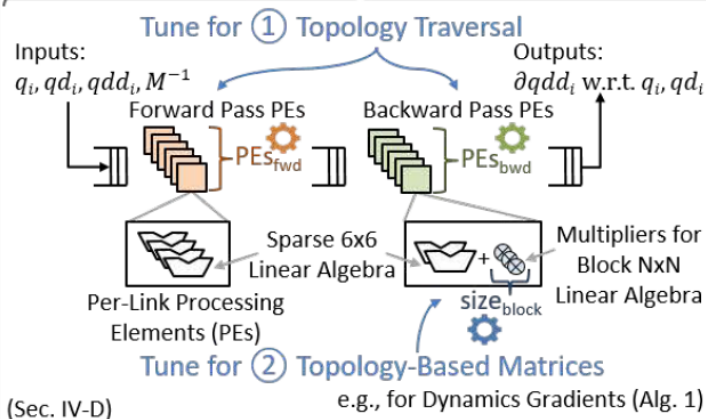 Tune for ① Topology Traversal
Inputs:
q_i, qd_i, qdd_i, M^{-1}
Outputs:
∂qdd_i w.r.t. q_i, qd_i
Forward Pass PEs
Backward Pass PEs
PEs_fwd
PEs_bwd
Sparse 6x6
Linear Algebra
Multipliers for
Block NxN
Linear Algebra
+
Per-Link Processing
Elements (PEs)
size_block
Tune for ② Topology-Based Matrices
(Sec. IV-D)
e.g., for Dynamics Gradients (Alg. 1)